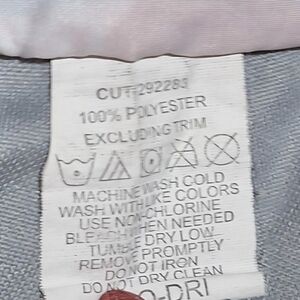 CUT-292283
100% POLYESTER
EXCLUDING TRIM
MACHINE WASH COLD
WASH WITH LIKE COLORS
USE NON-CHLORINE
BLEACH WHEN NEEDED
TUMBLE DRY LOW
REMOVE PROMPTLY
DO NOT IRON
DO NOT DRY CLEAN
O-DRI